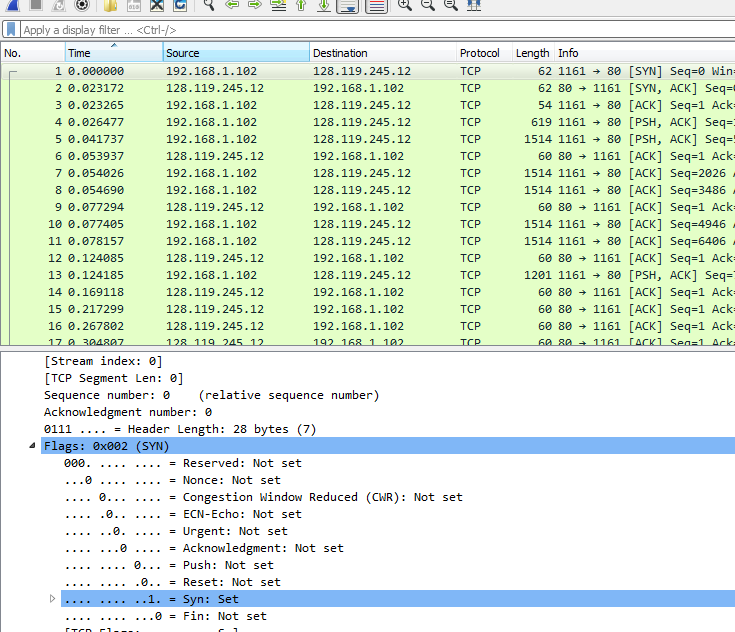 Apply a display filter ... <Ctrl-/>
No. Time Source Destination Protocol Length Info
1 0.000000 192.168.1.102 128.119.245.12 TCP 62 1161 → 80 [SYN] Seq=0 Win=
2 0.023172 128.119.245.12 192.168.1.102 TCP 62 80 → 1161 [SYN, ACK] Seq=
3 0.023265 192.168.1.102 128.119.245.12 TCP 54 1161 → 80 [ACK] Seq=1 Ack=
4 0.026477 192.168.1.102 128.119.245.12 TCP 619 1161 → 80 [PSH, ACK] Seq=
5 0.041737 192.168.1.102 128.119.245.12 TCP 1514 1161 → 80 [PSH, ACK] Seq=
6 0.053937 128.119.245.12 192.168.1.102 TCP 60 80 → 1161 [ACK] Seq=1 Ack=
7 0.054026 192.168.1.102 128.119.245.12 TCP 1514 1161 → 80 [ACK] Seq=2026
8 0.054690 192.168.1.102 128.119.245.12 TCP 1514 1161 → 80 [ACK] Seq=3486
9 0.077294 128.119.245.12 192.168.1.102 TCP 60 80 → 1161 [ACK] Seq=1 Ack=
10 0.077405 192.168.1.102 128.119.245.12 TCP 1514 1161 → 80 [ACK] Seq=4946
11 0.078157 192.168.1.102 128.119.245.12 TCP 1514 1161 → 80 [ACK] Seq=6406
12 0.124085 128.119.245.12 192.168.1.102 TCP 60 80 → 1161 [ACK] Seq=1 Ack=
13 0.124185 192.168.1.102 128.119.245.12 TCP 1201 1161 → 80 [PSH, ACK] Seq=
14 0.169118 128.119.245.12 192.168.1.102 TCP 60 80 → 1161 [ACK] Seq=1 Ack=
15 0.217299 128.119.245.12 192.168.1.102 TCP 60 80 → 1161 [ACK] Seq=1 Ack=
16 0.267802 128.119.245.12 192.168.1.102 TCP 60 80 → 1161 [ACK] Seq=1 Ack=
17 0.304807 128.119.245.12 192.168.1.102 TCP 60 80 → 1161 [ACK] Seq=1 Ack=
[Stream index: 0]
[TCP Segment Len: 0]
Sequence number: 0 (relative sequence number)
Acknowledgment number: 0
0111 .... = Header Length: 28 bytes (7)
Flags: 0x002 (SYN)
000. .... .... = Reserved: Not set
...0 .... .... = Nonce: Not set
.... 0... .... = Congestion Window Reduced (CWR): Not set
.... .0.. .... = ECN-Echo: Not set
.... ..0. .... = Urgent: Not set
.... ...0 .... = Acknowledgment: Not set
.... .... 0... = Push: Not set
.... .... .0.. = Reset: Not set
.... .... ..1. = Syn: Set
.... .... ...0 = Fin: Not set